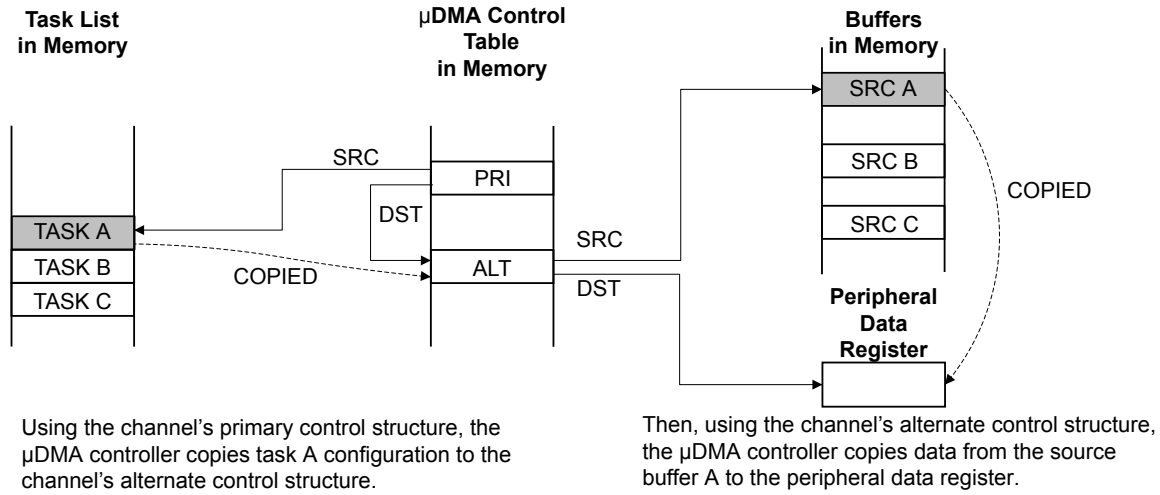 Task List
in Memory
µDMA Control
Table
in Memory
Buffers
in Memory
SRC A
SRC B
SRC C
SRC
PRI
DST
ALT
TASK A
TASK B
TASK C
COPIED
SRC
DST
COPIED
Peripheral
Data
Register
Using the channel's primary control structure, the
µDMA controller copies task A configuration to the
channel's alternate control structure.
Then, using the channel's alternate control structure,
the µDMA controller copies data from the source
buffer A to the peripheral data register.